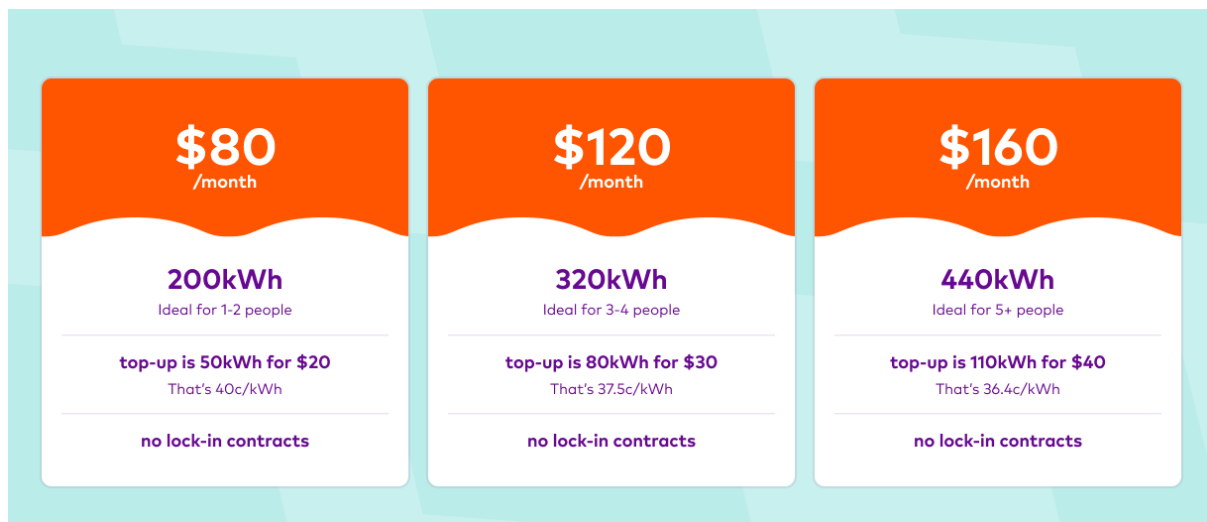 $80
/month
200kWh
Ideal for 1-2 people
top-up is 50kWh for $20
That's 40c/kWh
no lock-in contracts
$120
/month
320kWh
Ideal for 3-4 people
top-up is 80kWh for $30
That's 37.5c/kWh
no lock-in contracts
$160
/month
440kWh
Ideal for 5+ people
top-up is 110kWh for $40
That's 36.4c/kWh
no lock-in contracts